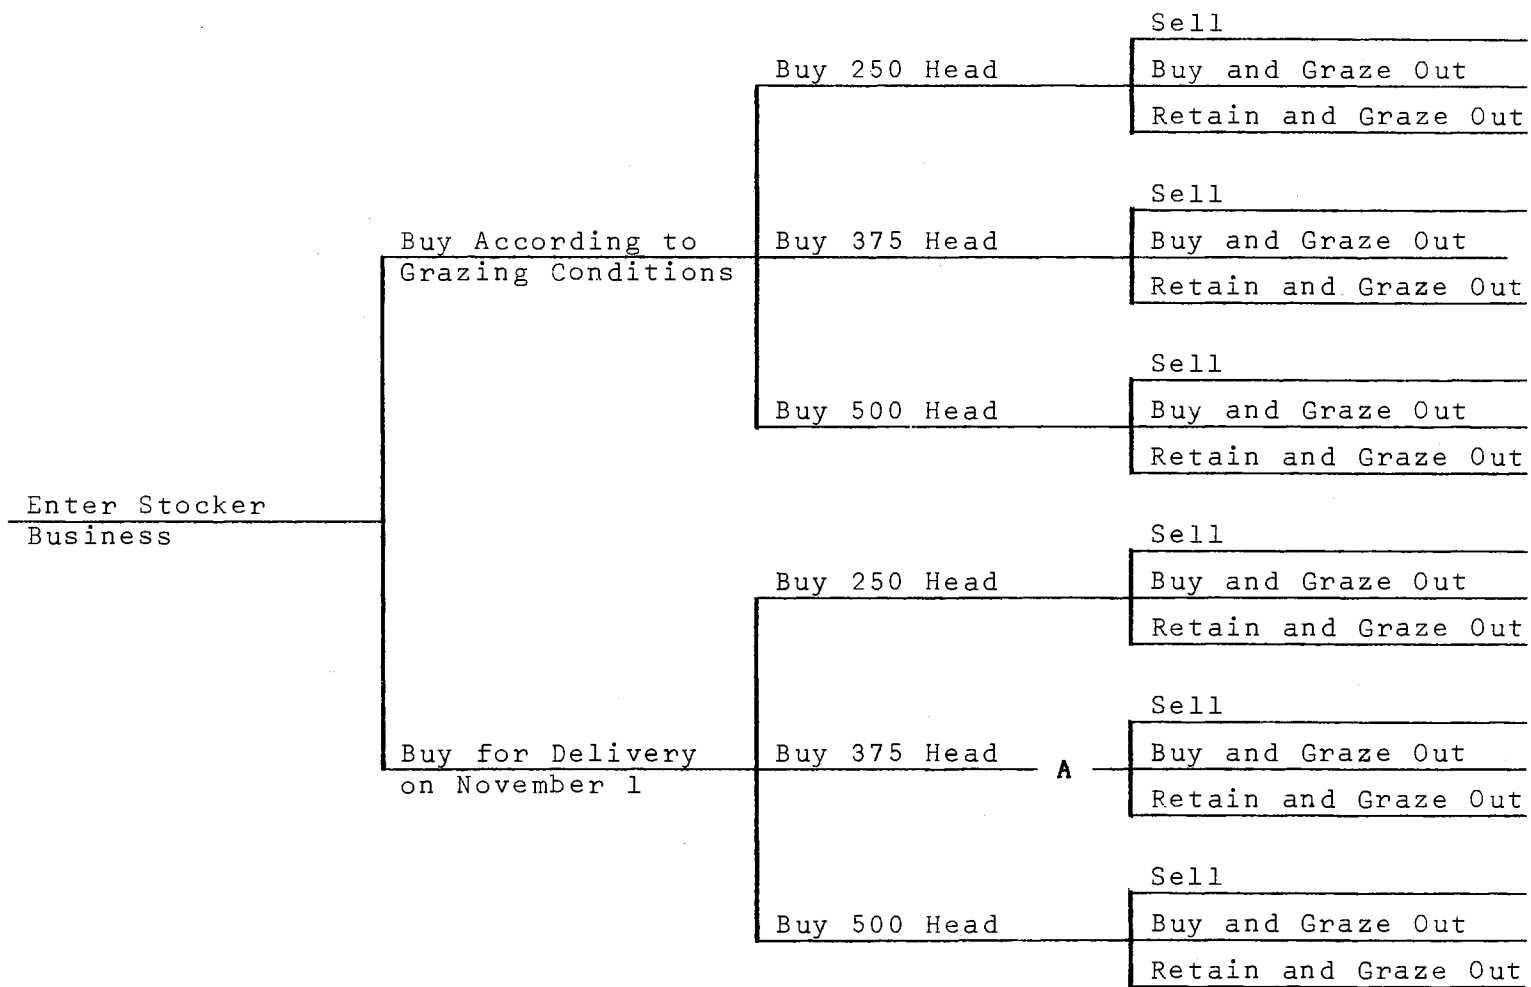 Enter Stocker
Business
Buy According to
Grazing Conditions
Buy 250 Head
Sell
Buy and Graze Out
Retain and Graze Out
Buy 375 Head
Sell
Buy and Graze Out
Retain and Graze Out
Buy 500 Head
Sell
Buy and Graze Out
Retain and Graze Out
Buy for Delivery
on November 1
Buy 250 Head
Sell
Buy and Graze Out
Retain and Graze Out
Buy 375 Head
A
Sell
Buy and Graze Out
Retain and Graze Out
Buy 500 Head
Sell
Buy and Graze Out
Retain and Graze Out